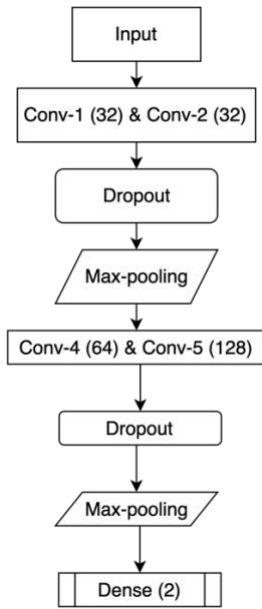 Input
Conv-1 (32) & Conv-2 (32)
Dropout
Max-pooling
Conv-4 (64) & Conv-5 (128)
Dropout
Max-pooling
Dense (2)